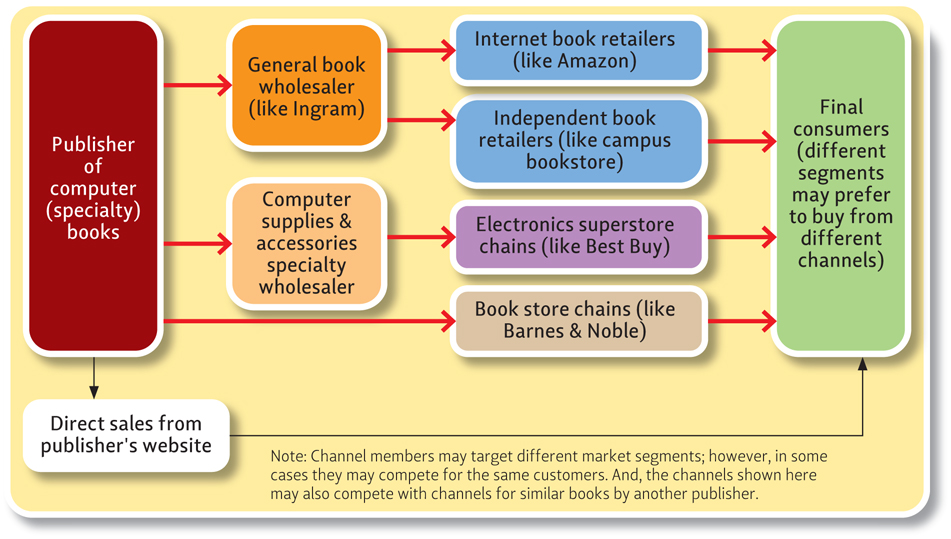 Publisher
of
computer
(specialty)
books
General book
wholesaler
(like Ingram)
Computer
supplies &
accessories
specialty
wholesaler
Internet book retailers
(like Amazon)
Independent book
retailers (like campus
bookstore)
Electronics superstore
chains (like Best Buy)
Book store chains (like
Barnes & Noble)
Final
consumers
(different
segments
may prefer
to buy from
different
channels)
Direct sales from
publisher's website
Note: Channel members may target different market segments; however, in some
cases they may compete for the same customers. And, the channels shown here
may also compete with channels for similar books by another publisher.